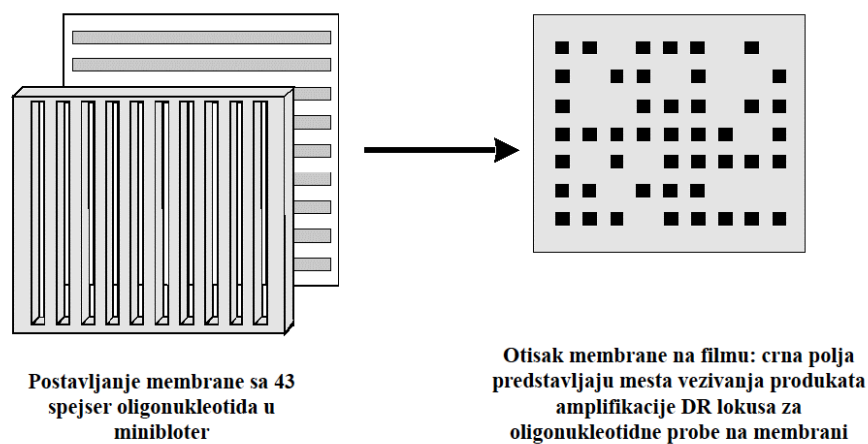 Postavljanje membrane sa 43
spejser oligonukleotida u
minibloter
Otisak membrane na filmu: crna polja
predstavljaju mesta vezivanja produkata
amplifikacije DR lokusa za
oligonukleotidne probe na membrani